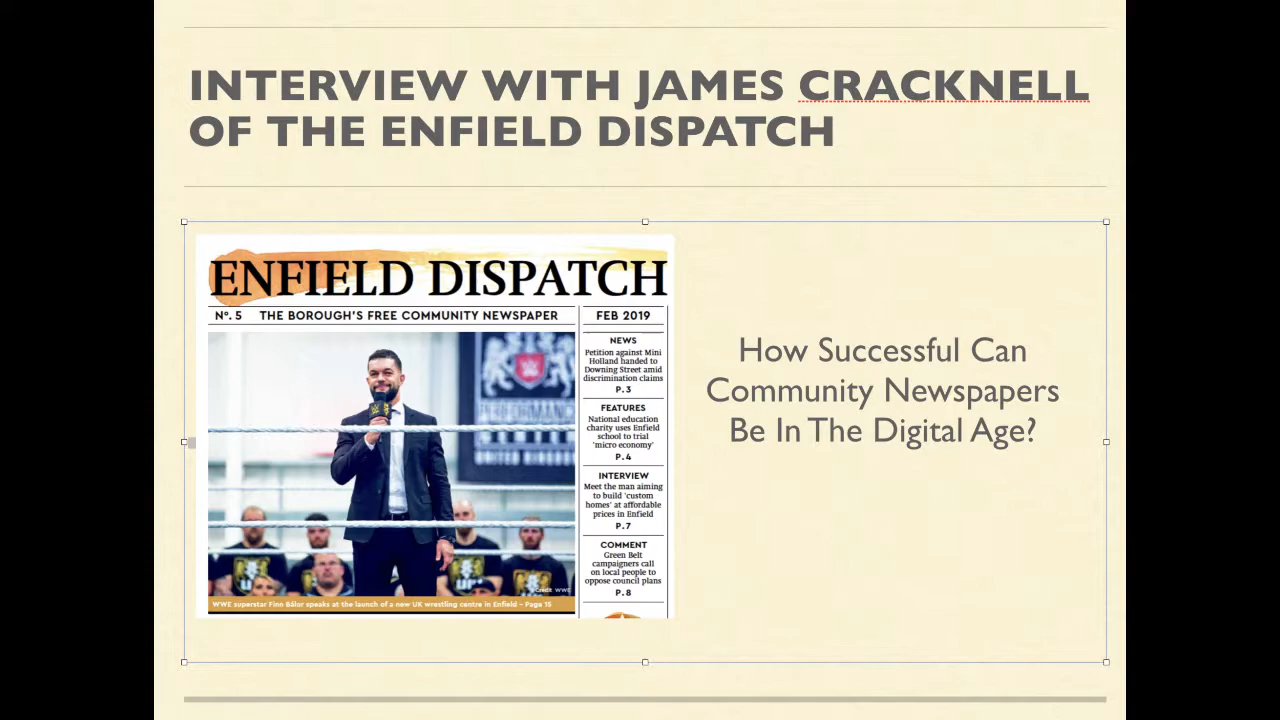 INTERVIEW WITH JAMES CRACKNELL
OF THE ENFIELD DISPATCH
ENFIELD DISPATCH
Nº. 5 THE BOROUGH'S FREE COMMUNITY NEWSPAPER
FEB 2019
NEWS
Petition against Mini
Holland handed to
Downing Street amid
discrimination claims
P.3
FEATURES
National education
charity uses Enfield
school to trial
'micro economy'
P.4
INTERVIEW
Meet the man aiming
to build 'custom
homes' at affordable
prices in Enfield
P.7
COMMENT
Green Belt
campaigners call
on local people to
oppose council plans
P.8
Credit WWE
WWE superstar Finn Bálor speaks at the launch of a new UK wrestling centre in Enfield – Page 15
How Successful Can
Community Newspapers
Be In The Digital Age?